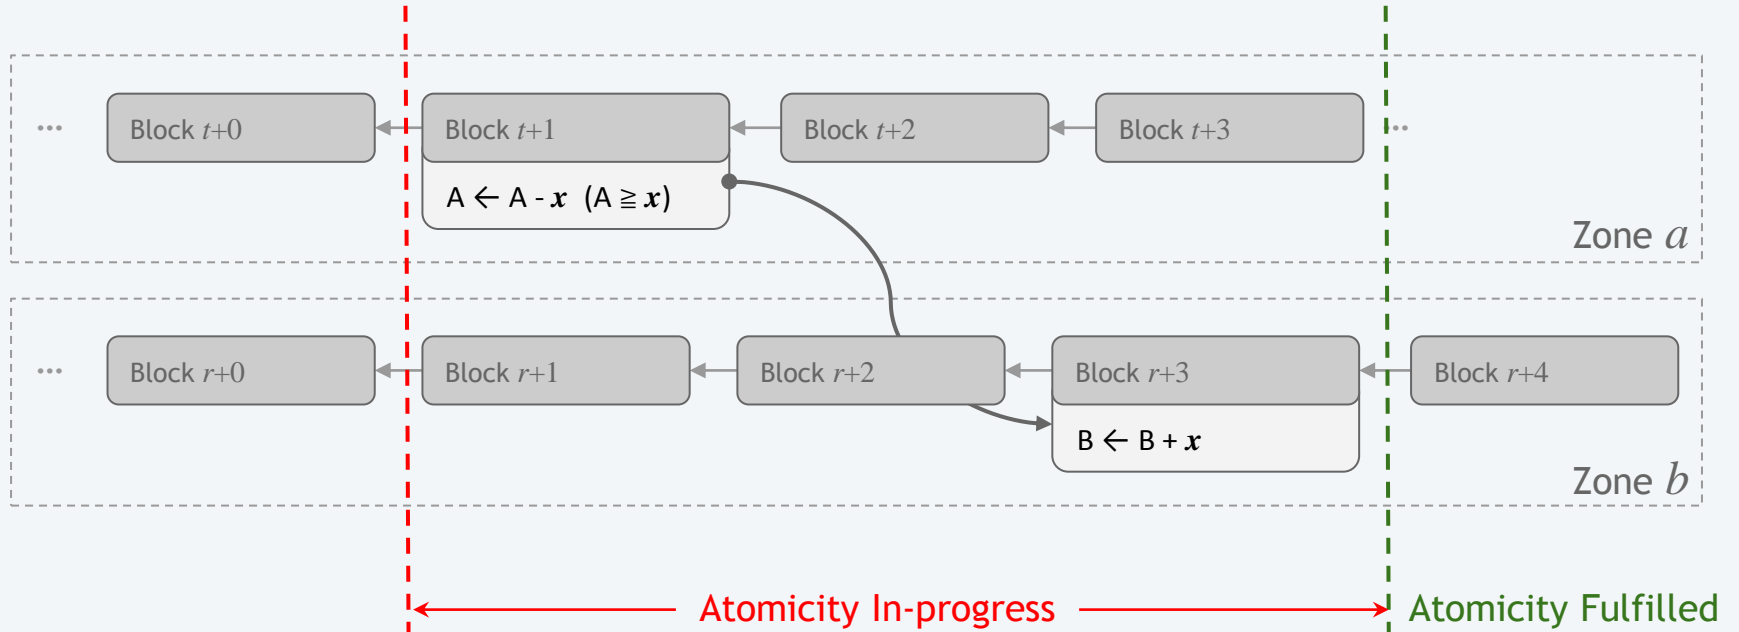 ... Block t+0 Block t+1 Block t+2 Block t+3 ...
A ← A - x (A ≧ x)
Zone a
... Block r+0 Block r+1 Block r+2 Block r+3 Block r+4
B ← B + x
Zone b
Atomicity In-progress Atomicity Fulfilled